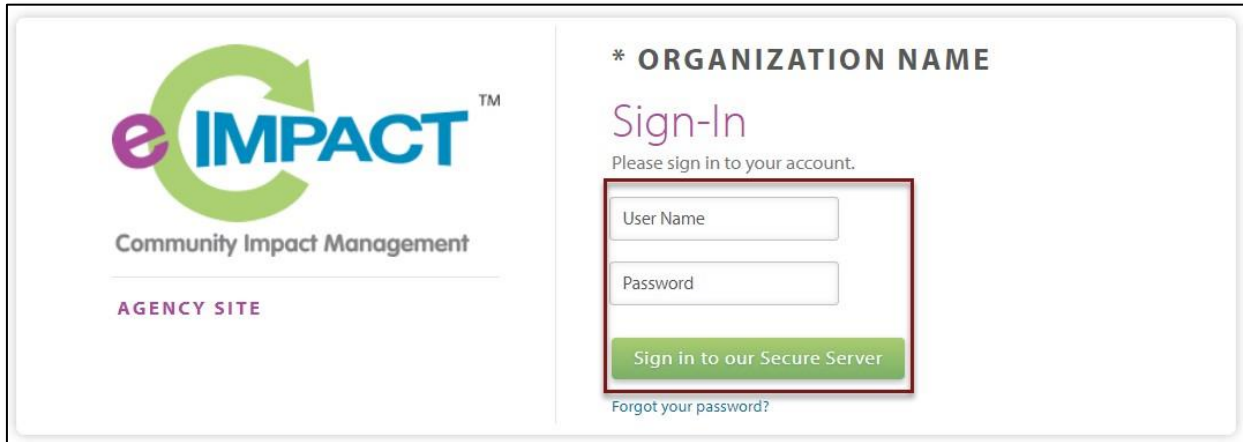 e IMPACT ™
Community Impact Management
AGENCY SITE
* ORGANIZATION NAME
Sign-In
Please sign in to your account.
User Name
Password
Sign in to our Secure Server
Forgot your password?